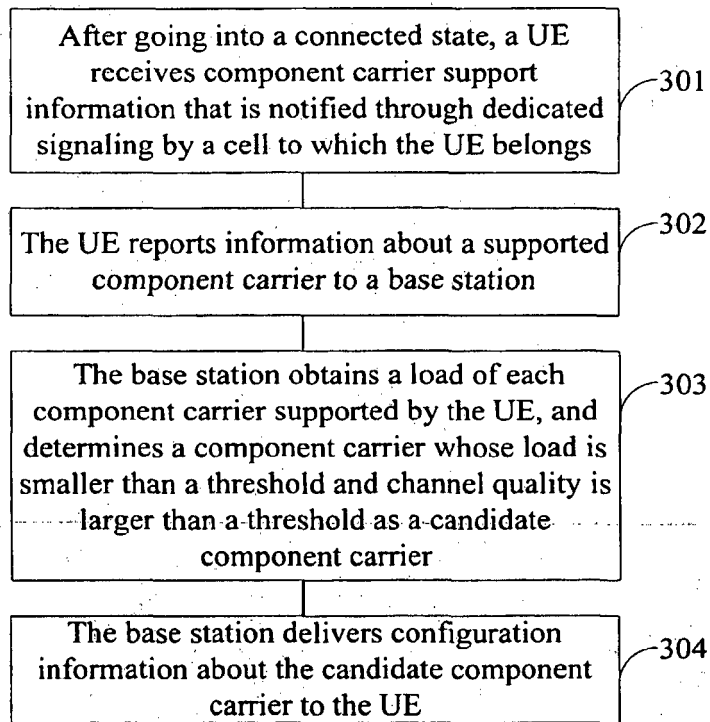 After going into a connected state, a UE
receives component carrier support
information that is notified through dedicated
signaling by a cell to which the UE belongs
301
The UE reports information about a supported
component carrier to a base station
302
The base station obtains a load of each
component carrier supported by the UE, and
determines a component carrier whose load is
smaller than a threshold and channel quality is
larger than a threshold as a candidate
component carrier
303
The base station delivers configuration
information about the candidate component
carrier to the UE
304